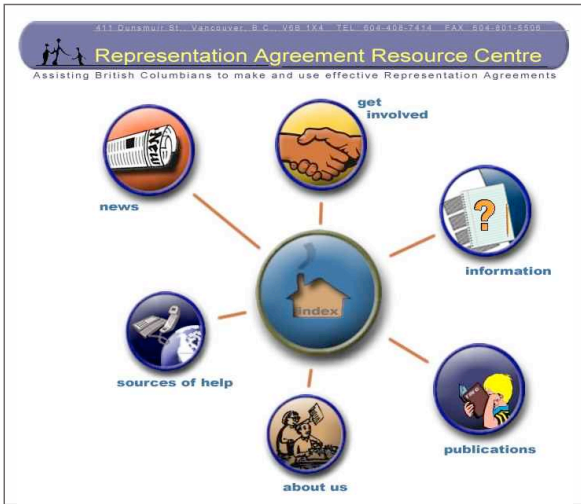 411 Dunsmuir St., Vancouver, B.C., V6B 1X4 TEL. 604-408-7414 FAX. 604-801-5506
Representation Agreement Resource Centre
Assisting British Columbians to make and use effective Representation Agreements
get
involved
New
news
?
information
index
sources of help
publications
about us